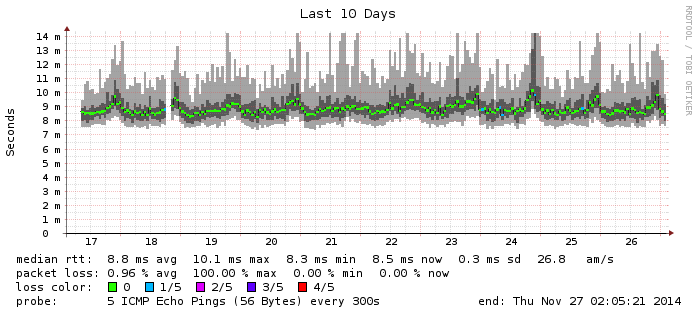 Last 10 Days
RRDTOOL / TOBI OETIKER
Seconds
14 m
13 m
12 m
11 m
10 m
9 m
8 m
7 m
6 m
5 m
4 m
3 m
2 m
1 m
0
17 18 19 20 21 22 23 24 25 26
median rtt: 8.8 ms avg 10.1 ms max 8.3 ms min 8.5 ms now 0.3 ms sd 26.8 am/s
packet loss: 0.96 % avg 100.00 % max 0.00 % min 0.00 % now
loss color: 0 1/5 2/5 3/5 4/5
probe: 5 ICMP Echo Pings (56 Bytes) every 300s end: Thu Nov 27 02:05:21 2014